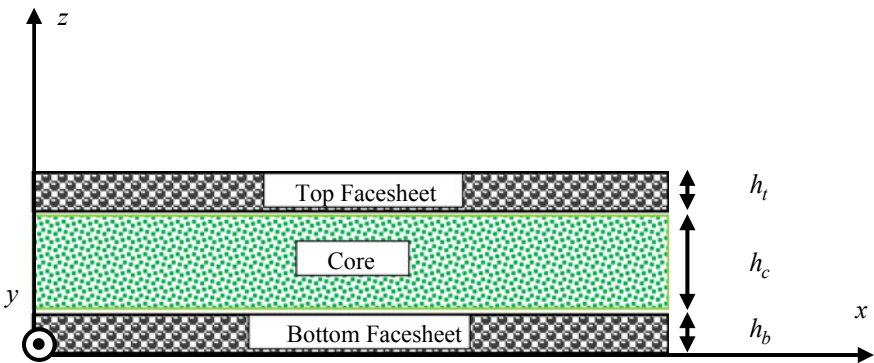 z
Top Facesheet
h_t
Core
h_c
y
x
Bottom Facesheet
h_b